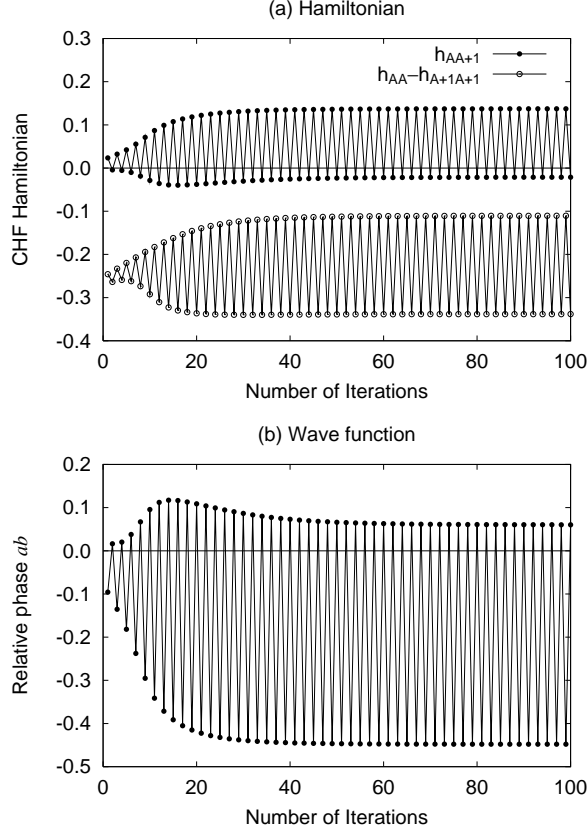 (a) Hamiltonian
0.3
0.2
0.1
0.0
-0.1
-0.2
-0.3
-0.4
CHF Hamiltonian
hAA+1
hAA−hA+1A+1
0 20 40 60 80 100
Number of Iterations
(b) Wave function
0.2
0.1
0.0
-0.1
-0.2
-0.3
-0.4
-0.5
Relative phase ab
0 20 40 60 80 100
Number of Iterations